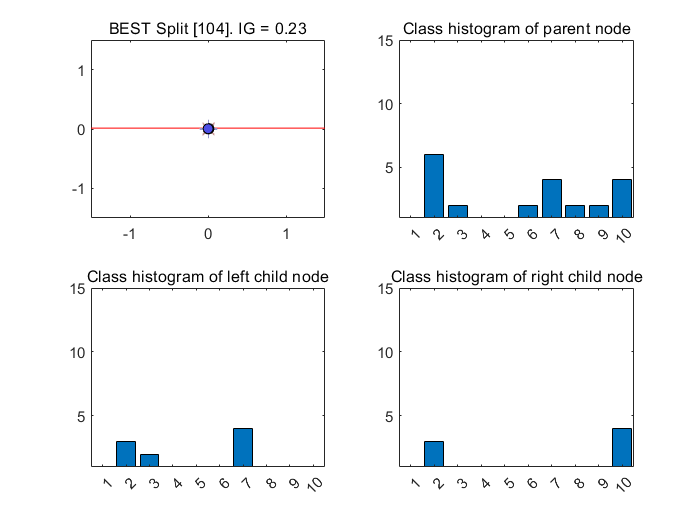 BEST Split [104]. IG = 0.23
1
0
-1
-1 0 1
Class histogram of parent node
15
10
5
1 2 3 4 5 6 7 8 9 10
Class histogram of left child node
15
10
5
1 2 3 4 5 6 7 8 9 10
Class histogram of right child node
15
10
5
1 2 3 4 5 6 7 8 9 10